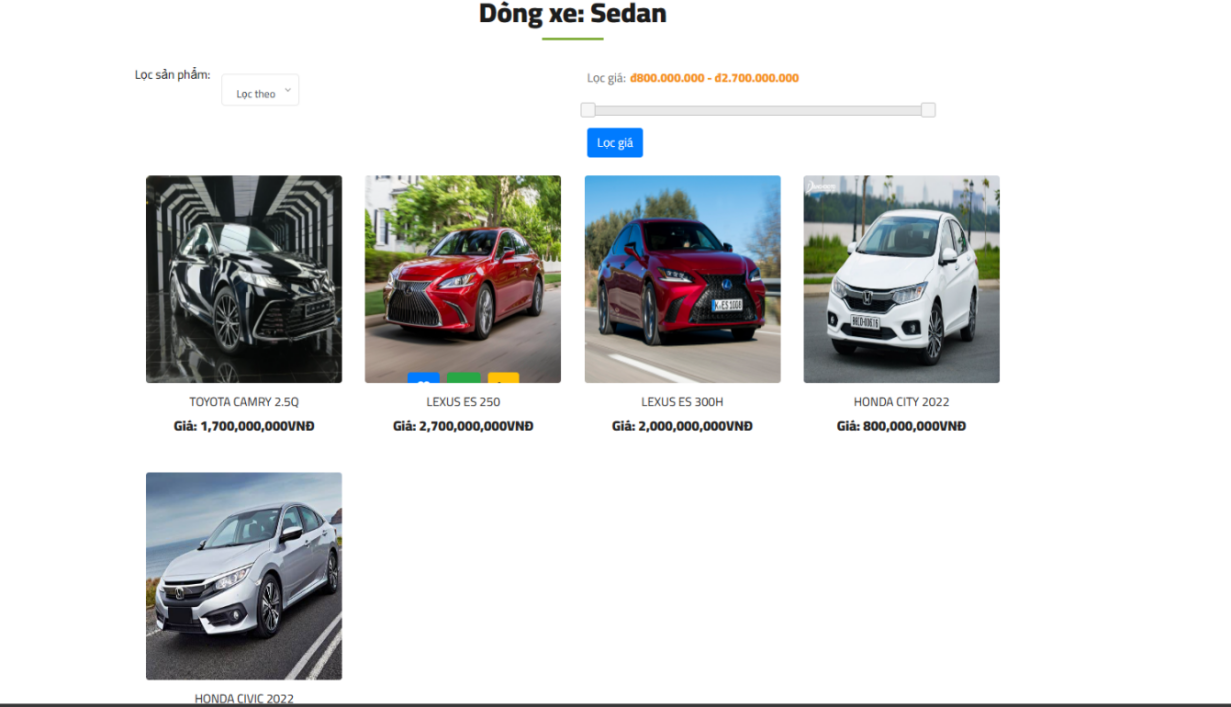 Dòng xe: Sedan
Lọc sản phẩm:
Lọc theo
Lọc giá: đ800.000.000 - đ2.700.000.000
Lọc giá
TOYOTA CAMRY 2.5Q
Giá: 1,700,000,000VNĐ
LEXUS ES 250
Giá: 2,700,000,000VNĐ
LEXUS ES 300H
Giá: 2,000,000,000VNĐ
HONDA CITY 2022
Giá: 800,000,000VNĐ
HONDA CIVIC 2022